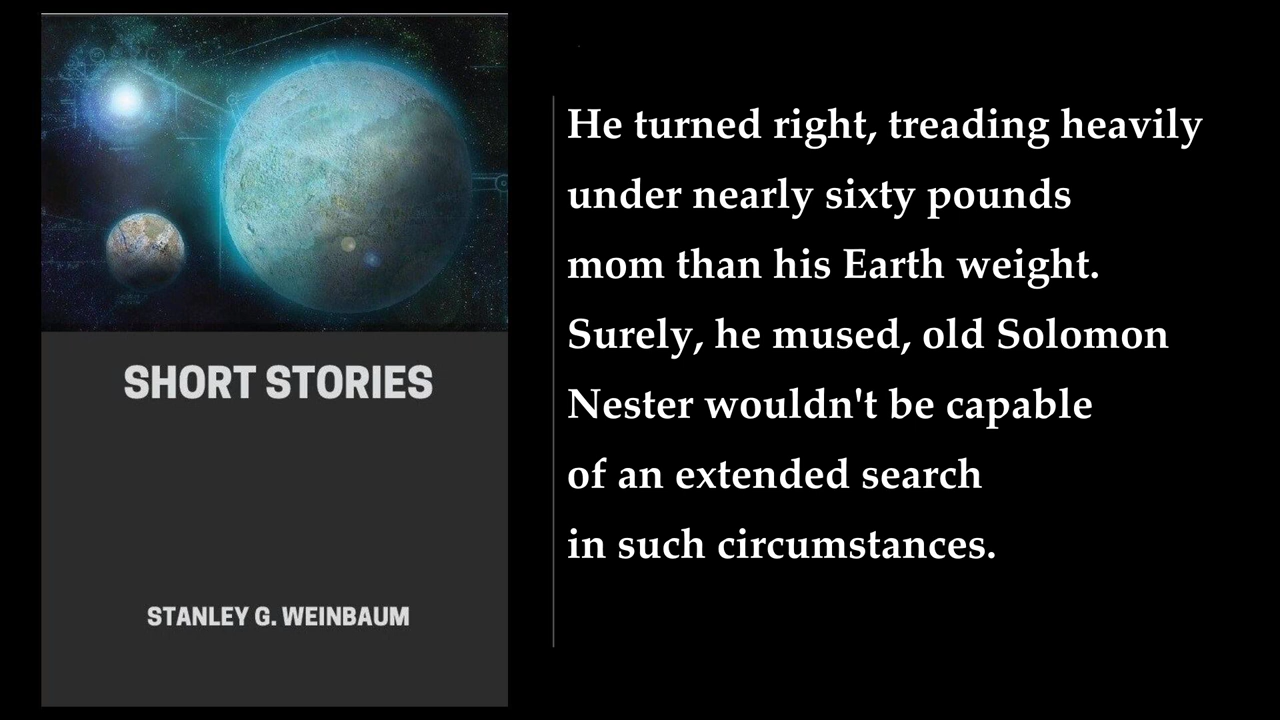 SHORT STORIES
STANLEY G. WEINBAUM
He turned right, treading heavily
under nearly sixty pounds
mom than his Earth weight.
Surely, he mused, old Solomon
Nester wouldn't be capable
of an extended search
in such circumstances.